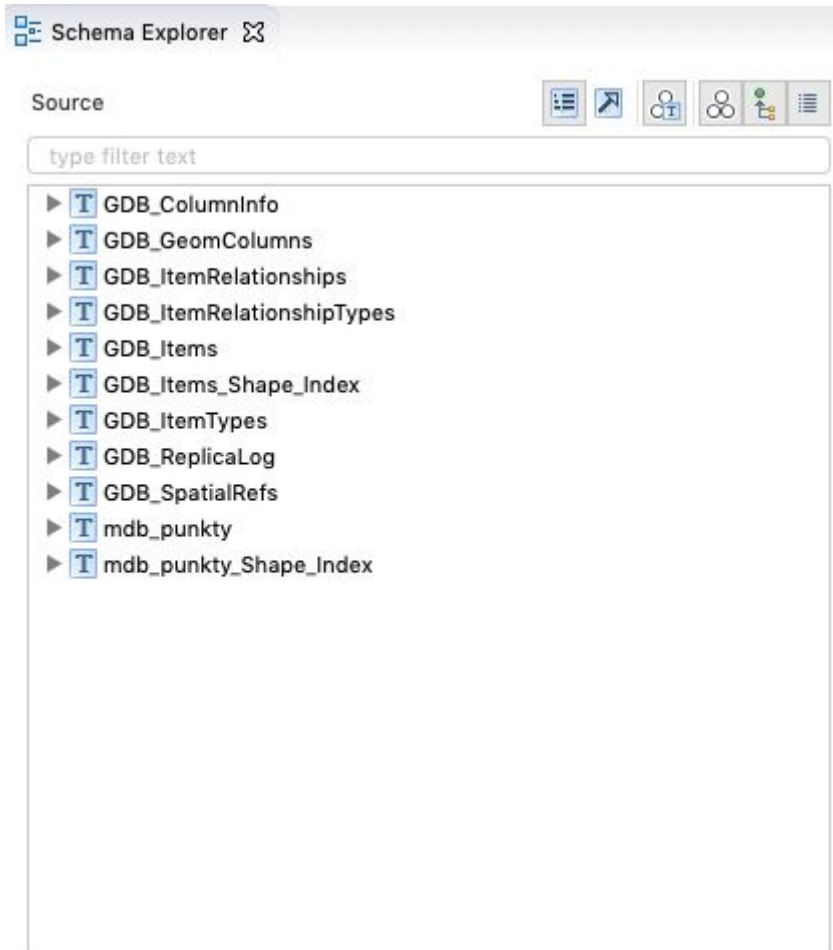 Schema Explorer
Source
type filter text
GDB_ColumnInfo
GDB_GeomColumns
GDB_ItemRelationships
GDB_ItemRelationshipTypes
GDB_Items
GDB_Items_Shape_Index
GDB_ItemTypes
GDB_ReplicaLog
GDB_SpatialRefs
mdb_punkty
mdb_punkty_Shape_Index